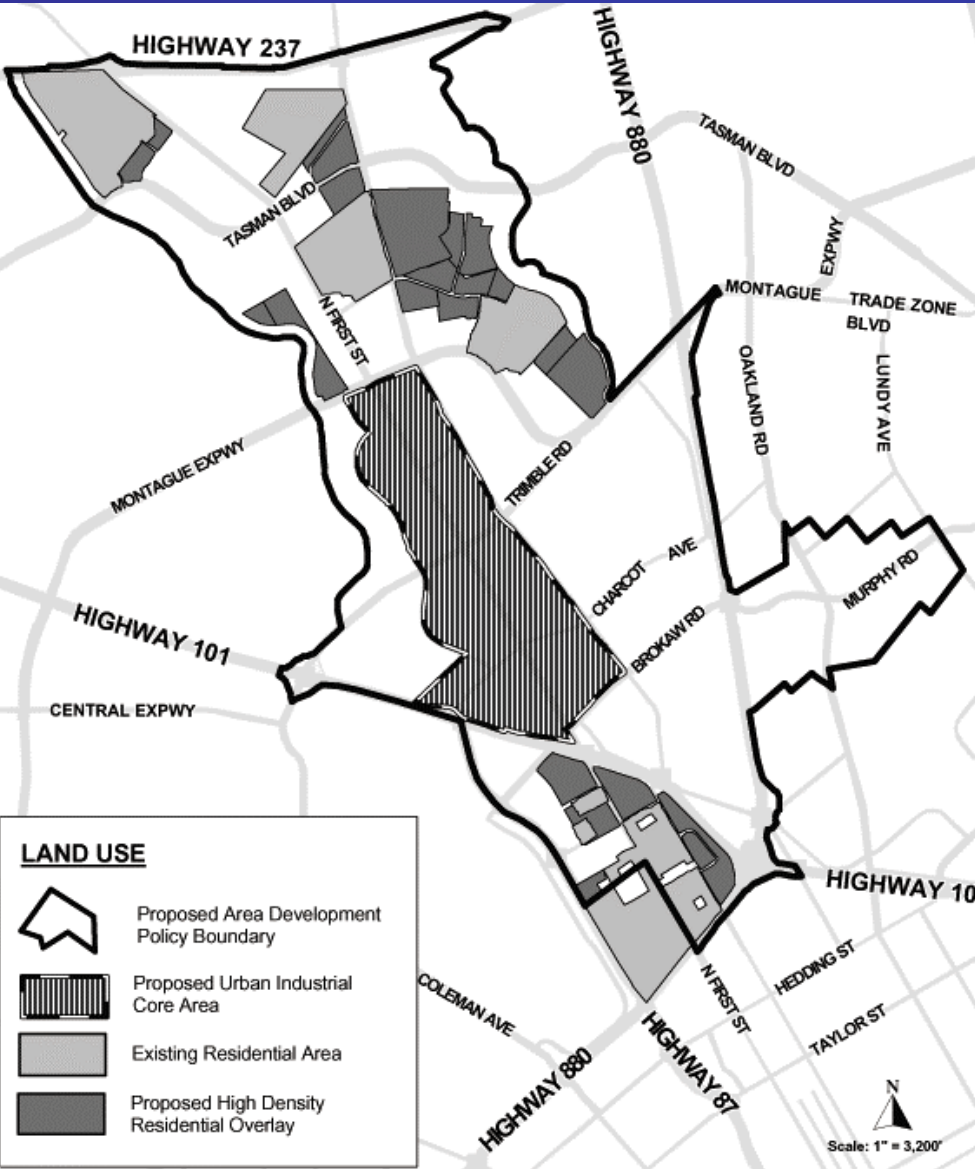 HIGHWAY 237
HIGHWAY 880
TASMAN BLVD
TASMAN BLVD
EXPWY
MONTAGUE
TRADE ZONE
BLVD
N FIRST ST
OAKLAND RD
LUNDY AVE
MONTAGUE EXPWY
TRIMBLE RD
CHARCOT AVE
MURPHY RD
BROKAW RD
HIGHWAY 101
CENTRAL EXPWY
LAND USE
Proposed Area Development
Policy Boundary
Proposed Urban Industrial
Core Area
Existing Residential Area
Proposed High Density
Residential Overlay
HIGHWAY 10
COLEMAN AVE
N FIRST ST
HEDDING ST
TAYLOR ST
HIGHWAY 880
HIGHWAY 87
N
Scale: 1" = 3,200'